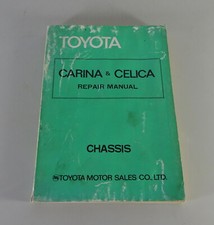 TOYOTA
CARINA & CELICA
REPAIR MANUAL
CHASSIS
TOYOTA MOTOR SALES CO., LTD.